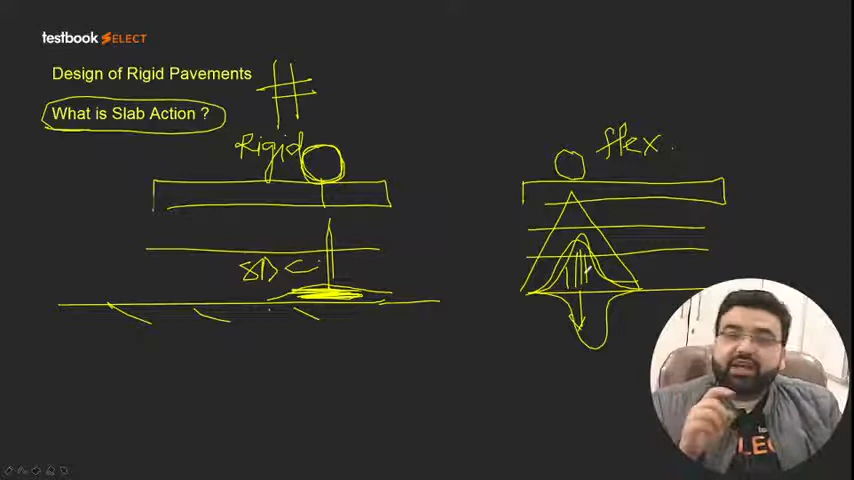 testbook SELECT
Design of Rigid Pavements
What is Slab Action ?
Rigid
flex